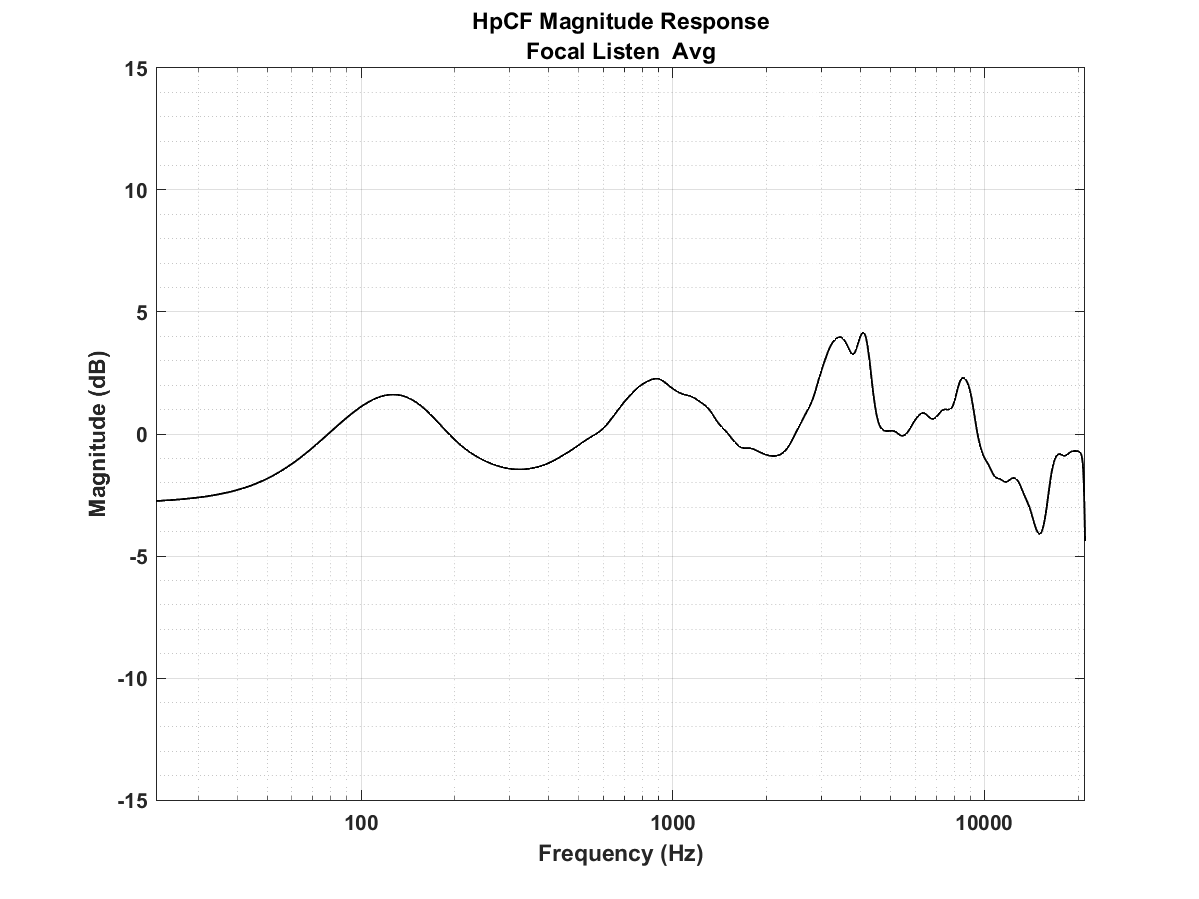 HpCF Magnitude Response
Focal Listen  Avg
15
10
5
0
-5
-10
-15
Magnitude (dB)
100 1000 10000
Frequency (Hz)